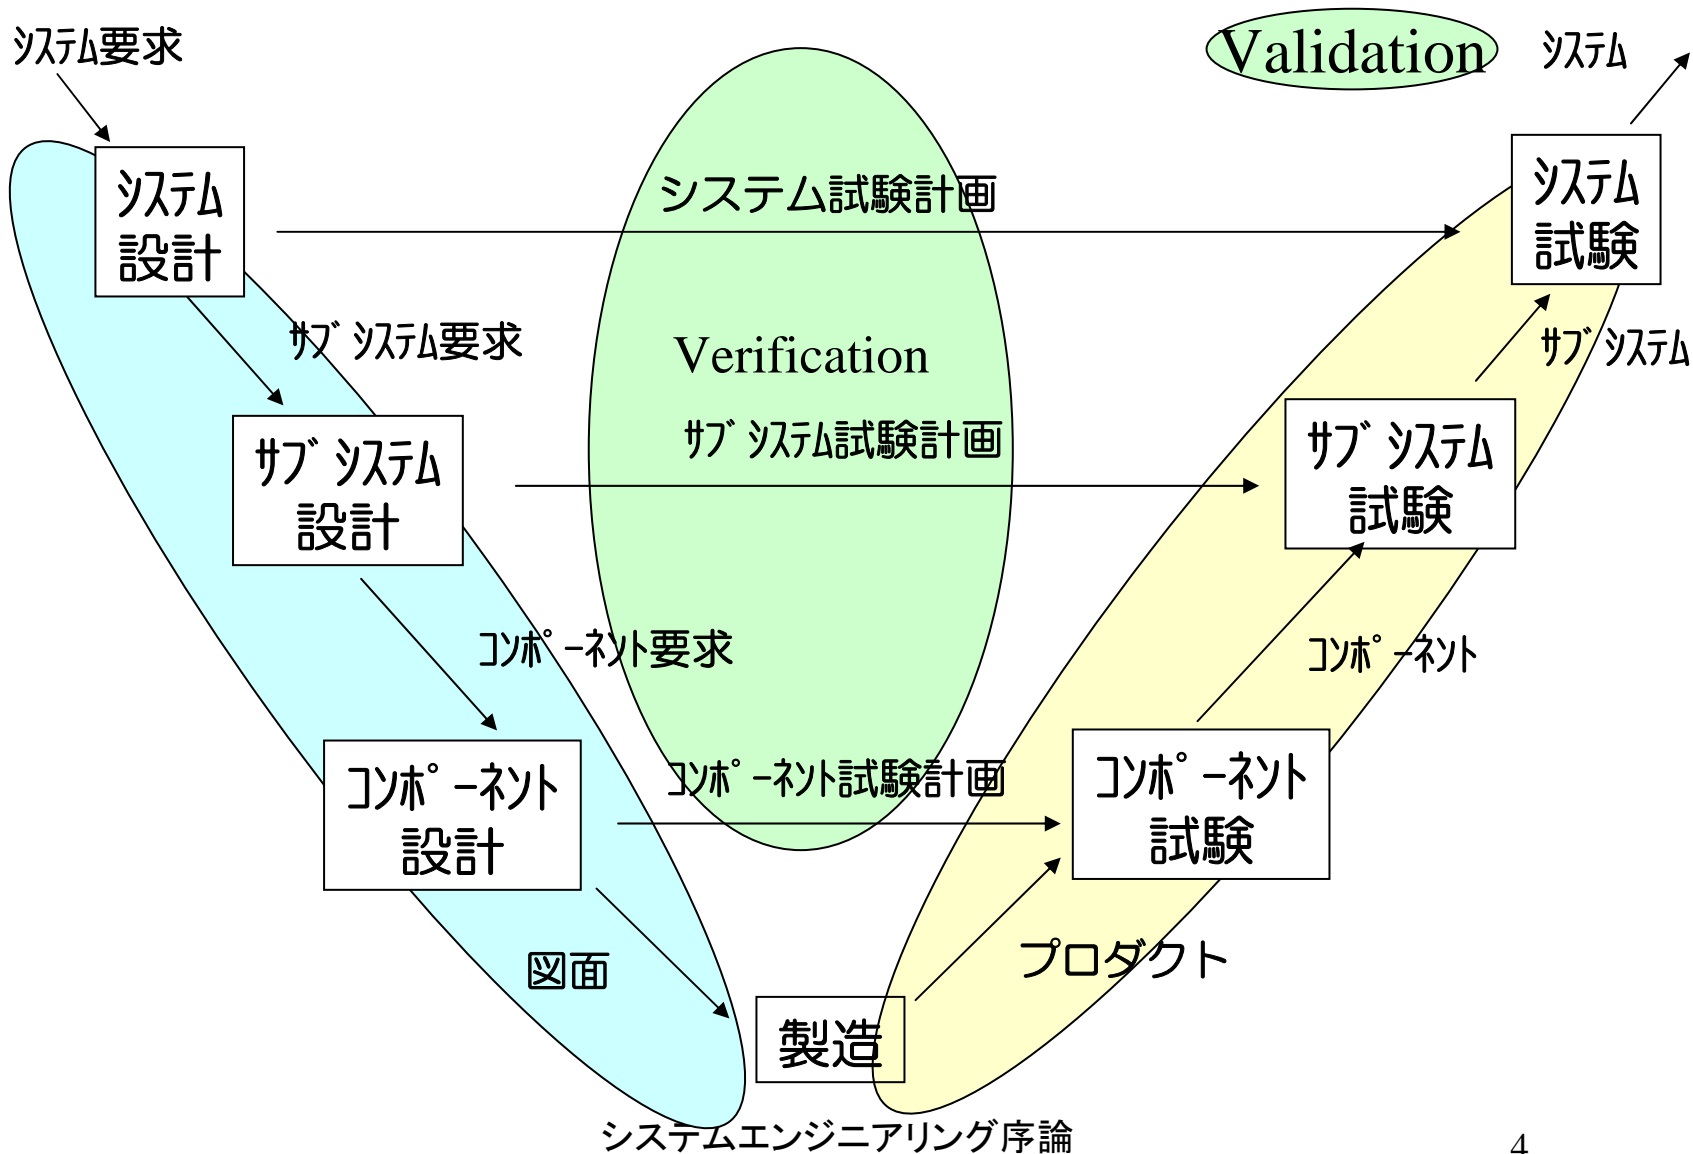 ｼｽﾃﾑ要求
Validation
ｼｽﾃﾑ
ｼｽﾃﾑ
設計
システム試験計画
ｼｽﾃﾑ
試験
ｻﾌﾞｼｽﾃﾑ要求
Verification
ｻﾌﾞｼｽﾃﾑ
ｻﾌﾞｼｽﾃﾑ
設計
ｻﾌﾞｼｽﾃﾑ試験計画
ｻﾌﾞｼｽﾃﾑ
試験
ｺﾝﾎﾟｰﾈﾝﾄ要求
ｺﾝﾎﾟｰﾈﾝﾄ
ｺﾝﾎﾟｰﾈﾝﾄ
設計
ｺﾝﾎﾟｰﾈﾝﾄ試験計画
ｺﾝﾎﾟｰﾈﾝﾄ
試験
図面
プロダクト
製造
システムエンジニアリング序論
4